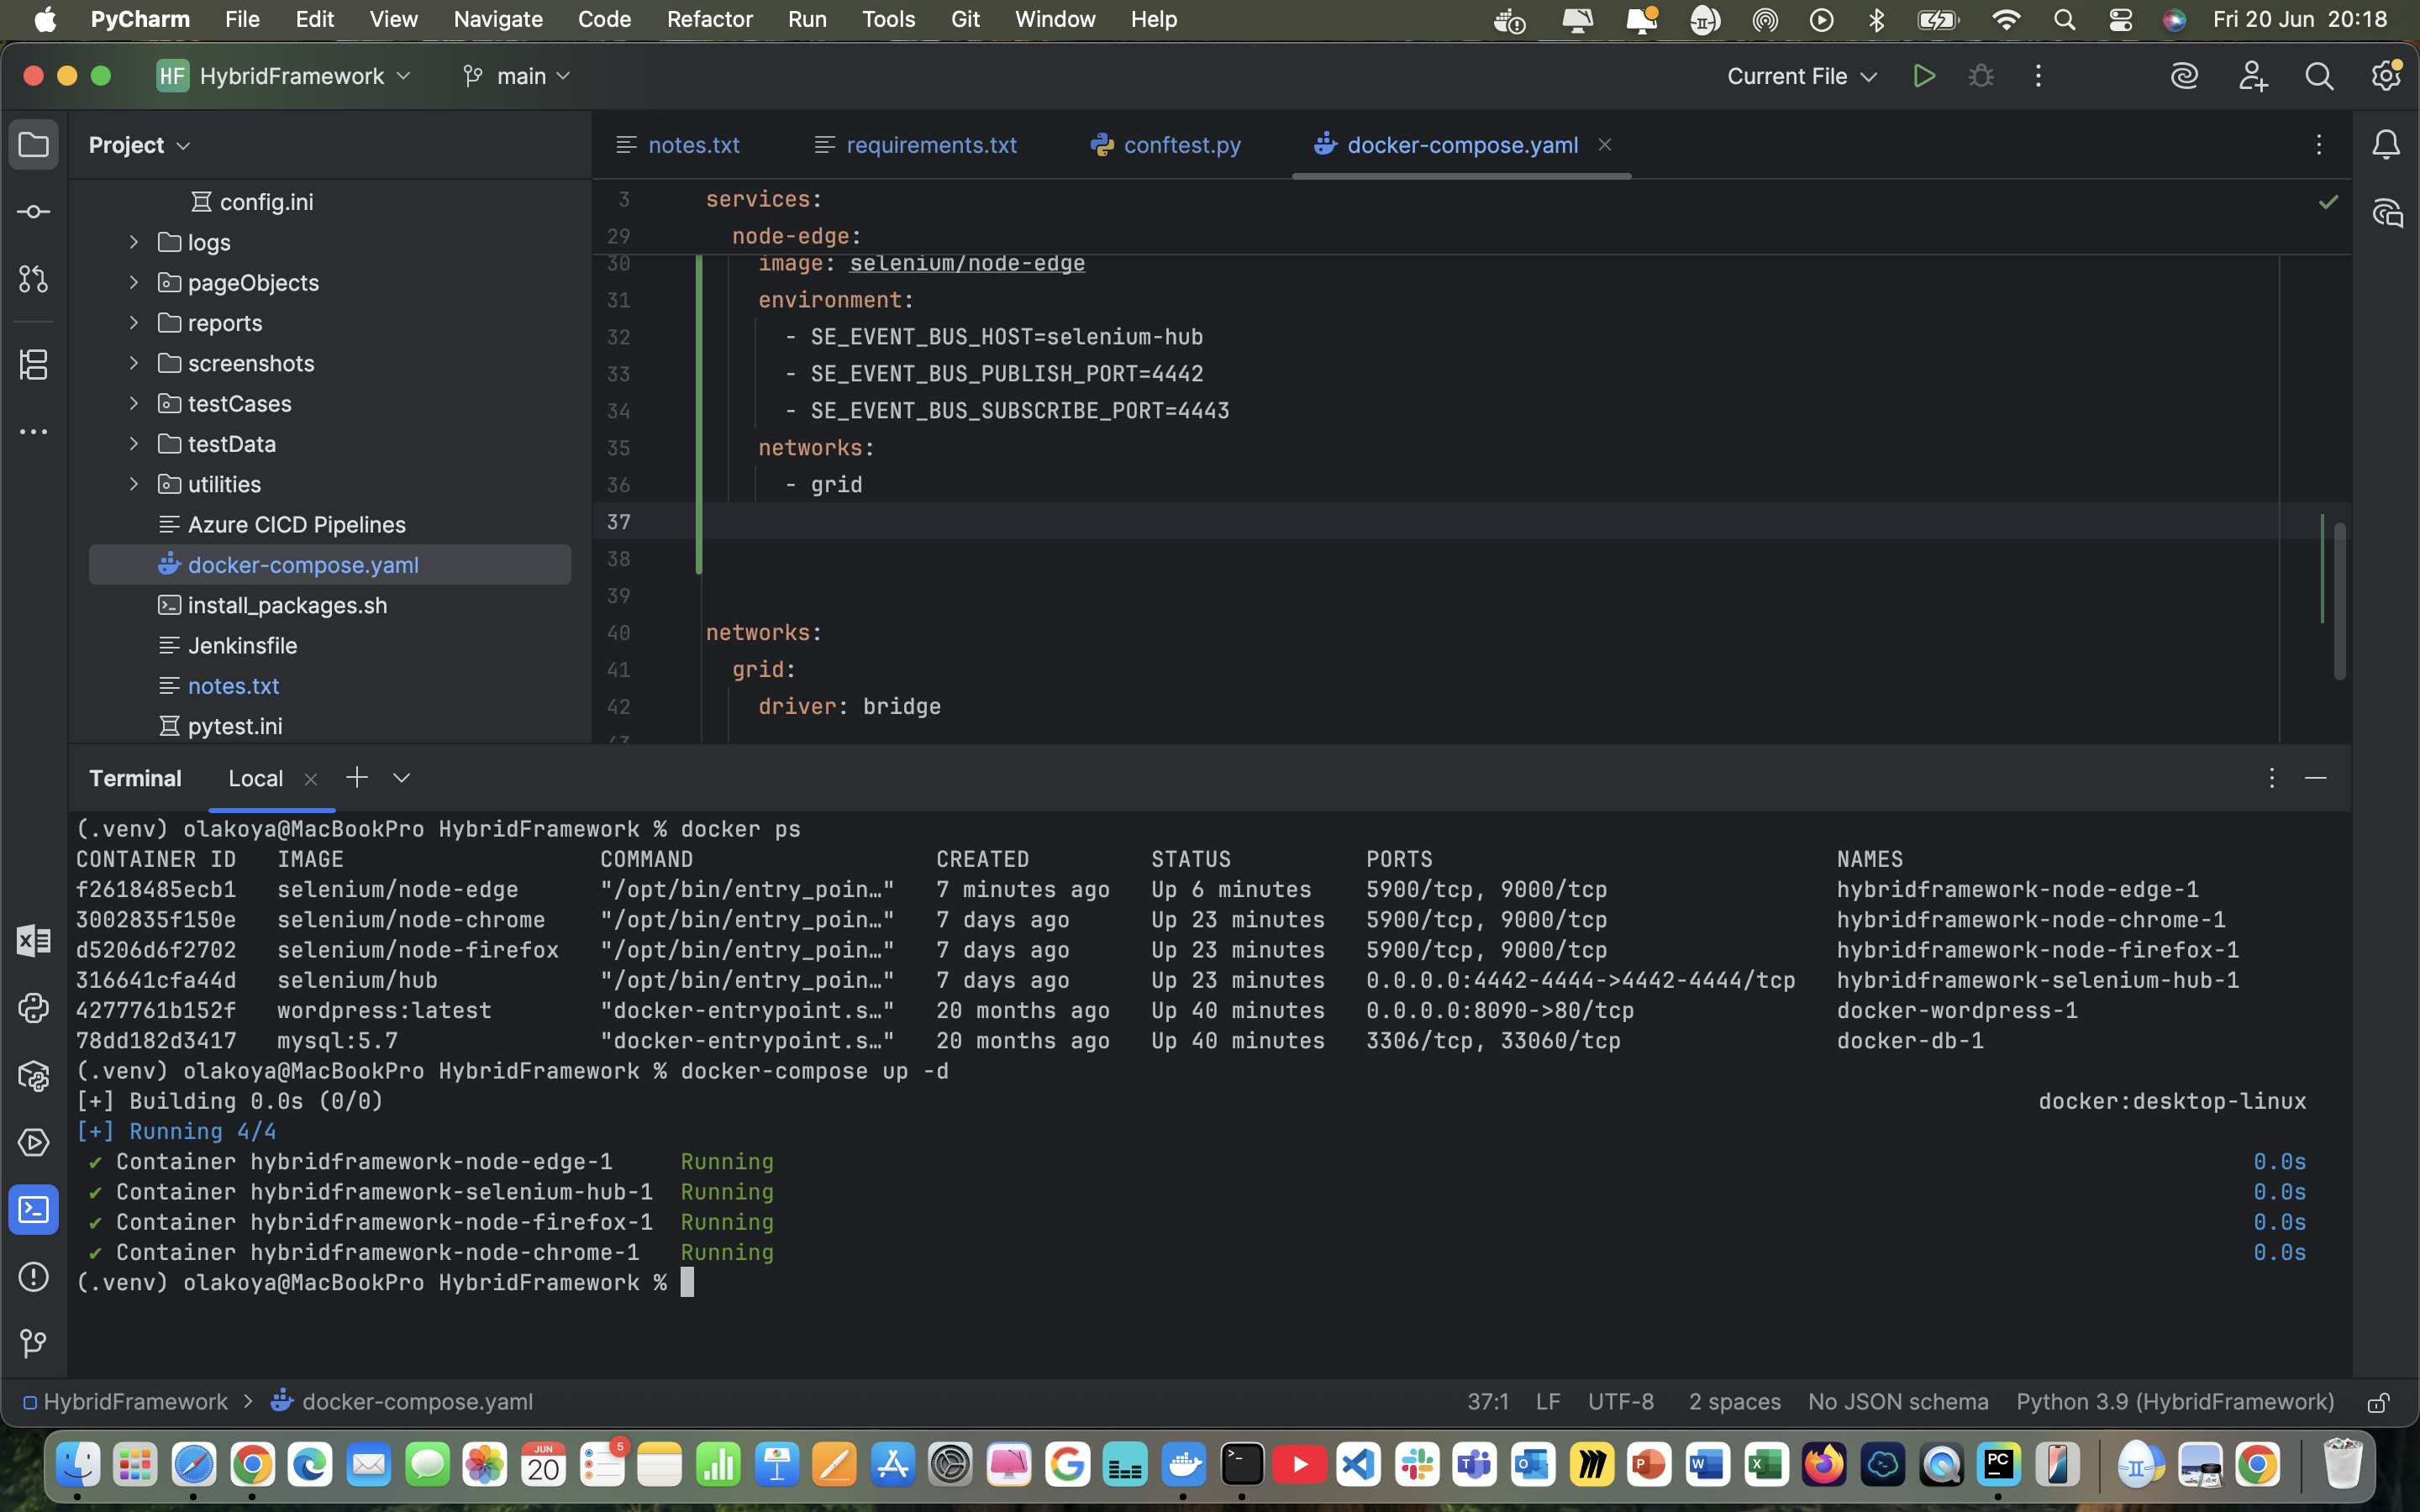 PyCharm File Edit View Navigate Code Refactor Run Tools Git Window Help Fri 20 Jun 20:18
HF HybridFramework main Current File
Project
notes.txt requirements.txt conftest.py docker-compose.yaml
config.ini
logs
pageObjects
reports
screenshots
testCases
testData
utilities
Azure CICD Pipelines
docker-compose.yaml
install_packages.sh
Jenkinsfile
notes.txt
pytest.ini
3 services:
29 node-edge:
30 image: selenium/node-edge
31 environment:
32 - SE_EVENT_BUS_HOST=selenium-hub
33 - SE_EVENT_BUS_PUBLISH_PORT=4442
34 - SE_EVENT_BUS_SUBSCRIBE_PORT=4443
35 networks:
36 - grid
37
38
39
40 networks:
41 grid:
42 driver: bridge
Terminal Local
(.venv) olakoya@MacBookPro HybridFramework % docker ps
CONTAINER ID IMAGE COMMAND CREATED STATUS PORTS NAMES
f2618485ecb1 selenium/node-edge "/opt/bin/entry_poin…" 7 minutes ago Up 6 minutes 5900/tcp, 9000/tcp hybridframework-node-edge-1
3002835f150e selenium/node-chrome "/opt/bin/entry_poin…" 7 days ago Up 23 minutes 5900/tcp, 9000/tcp hybridframework-node-chrome-1
d5206d6f2702 selenium/node-firefox "/opt/bin/entry_poin…" 7 days ago Up 23 minutes 5900/tcp, 9000/tcp hybridframework-node-firefox-1
316641cfa44d selenium/hub "/opt/bin/entry_poin…" 7 days ago Up 23 minutes 0.0.0.0:4442-4444->4442-4444/tcp hybridframework-selenium-hub-1
4277761b152f wordpress:latest "docker-entrypoint.s…" 20 months ago Up 40 minutes 0.0.0.0:8090->80/tcp docker-wordpress-1
78dd182d3417 mysql:5.7 "docker-entrypoint.s…" 20 months ago Up 40 minutes 3306/tcp, 33060/tcp docker-db-1
(.venv) olakoya@MacBookPro HybridFramework % docker-compose up -d
[+] Building 0.0s (0/0) docker:desktop-linux
[+] Running 4/4
✔ Container hybridframework-node-edge-1 Running 0.0s
✔ Container hybridframework-selenium-hub-1 Running 0.0s
✔ Container hybridframework-node-firefox-1 Running 0.0s
✔ Container hybridframework-node-chrome-1 Running 0.0s
(.venv) olakoya@MacBookPro HybridFramework %
HybridFramework > docker-compose.yaml 37:1 LF UTF-8 2 spaces No JSON schema Python 3.9 (HybridFramework)
JUN
20
5
PC